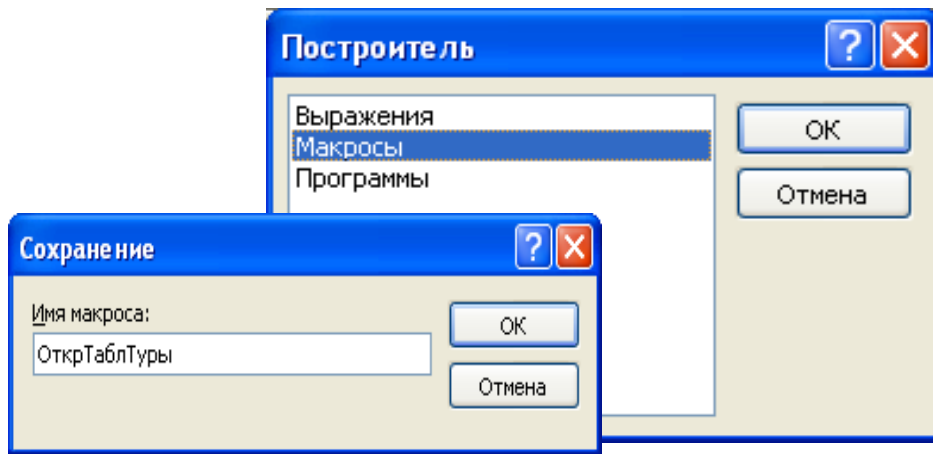 Построитель
Выражения
Макросы
Программы
ОК
Отмена
Сохранение
Имя макроса:
ОткрТаблТуры
ОК
Отмена